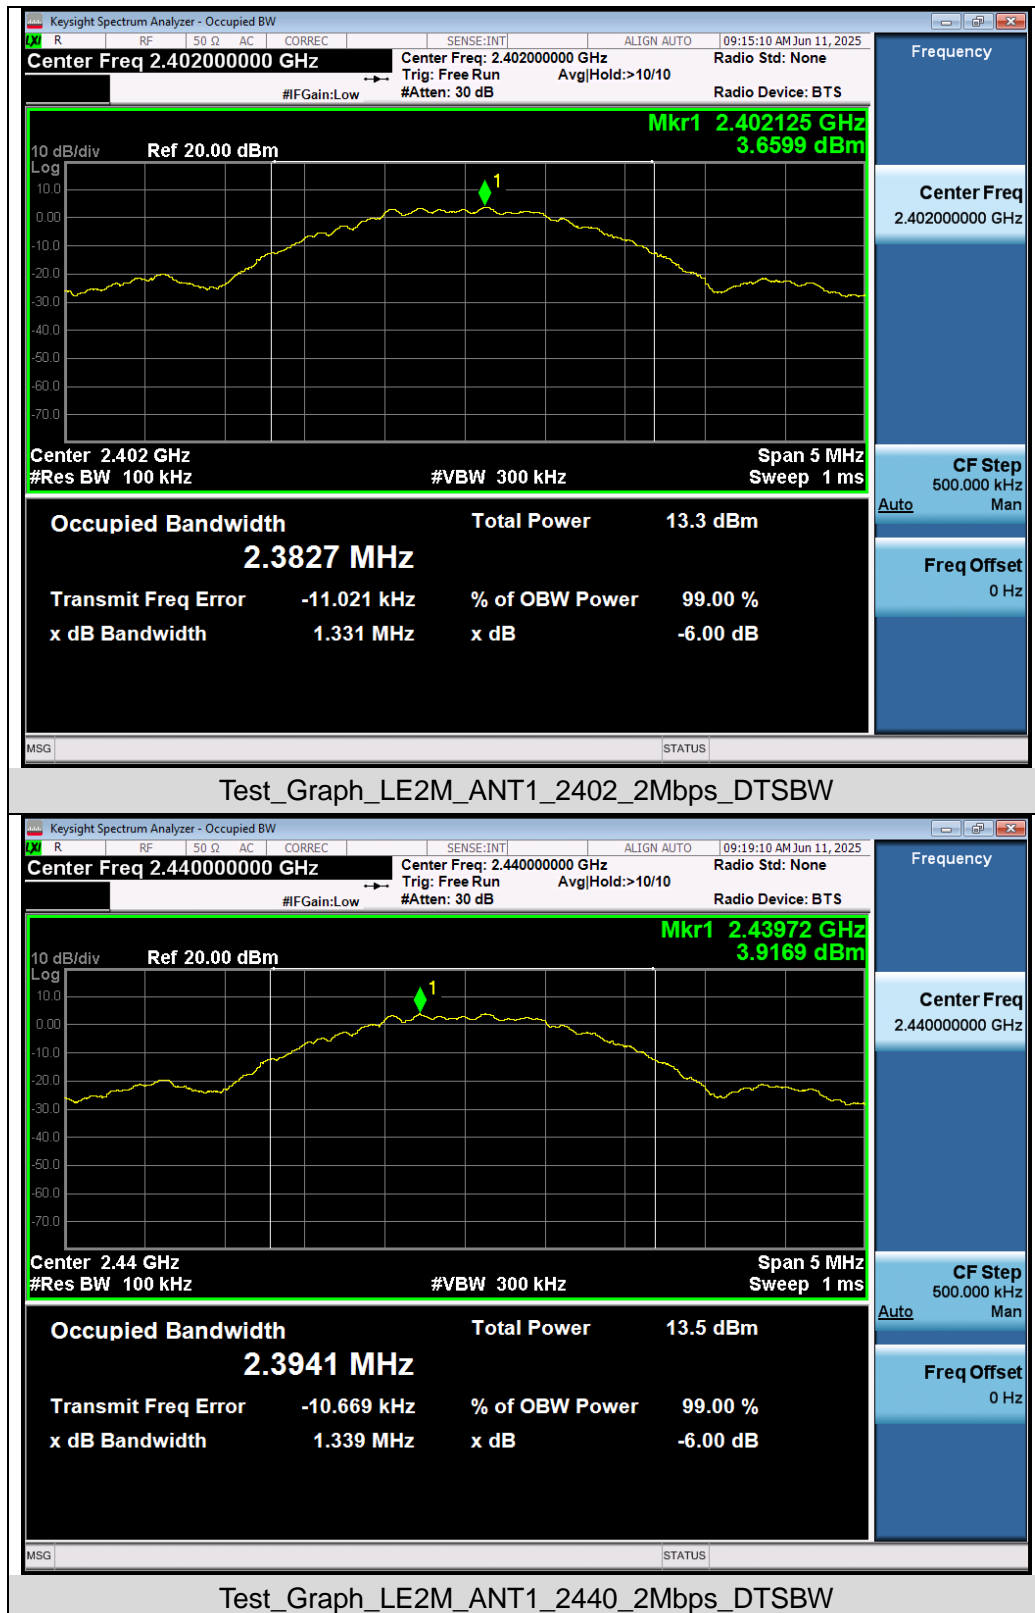 Keysight Spectrum Analyzer - Occupied BW
LXI R RF 50 Ω AC CORREC SENSE:INT ALIGN AUTO 09:15:10 AM Jun 11, 2025
Center Freq 2.402000000 GHz Center Freq: 2.402000000 GHz Radio Std: None Frequency
Trig: Free Run Avg|Hold:>10/10
#IFGain:Low #Atten: 30 dB Radio Device: BTS
Mkr1 2.402125 GHz
3.6599 dBm
10 dB/div Ref 20.00 dBm
Log
1
10.0
0.00
-10.0
-20.0
-30.0
-40.0
-50.0
-60.0
-70.0
Center Freq
2.402000000 GHz
Center 2.402 GHz Span 5 MHz
#Res BW 100 kHz #VBW 300 kHz Sweep 1 ms
CF Step
500.000 kHz
Auto Man
Occupied Bandwidth Total Power 13.3 dBm
2.3827 MHz
Freq Offset
0 Hz
Transmit Freq Error -11.021 kHz % of OBW Power 99.00 %
x dB Bandwidth 1.331 MHz x dB -6.00 dB
MSG STATUS
Test_Graph_LE2M_ANT1_2402_2Mbps_DTSBW
Keysight Spectrum Analyzer - Occupied BW
LXI R RF 50 Ω AC CORREC SENSE:INT ALIGN AUTO 09:19:10 AM Jun 11, 2025
Center Freq 2.440000000 GHz Center Freq: 2.440000000 GHz Radio Std: None Frequency
Trig: Free Run Avg|Hold:>10/10
#IFGain:Low #Atten: 30 dB Radio Device: BTS
Mkr1 2.43972 GHz
3.9169 dBm
10 dB/div Ref 20.00 dBm
Log
1
10.0
0.00
-10.0
-20.0
-30.0
-40.0
-50.0
-60.0
-70.0
Center Freq
2.440000000 GHz
Center 2.44 GHz Span 5 MHz
#Res BW 100 kHz #VBW 300 kHz Sweep 1 ms
CF Step
500.000 kHz
Auto Man
Occupied Bandwidth Total Power 13.5 dBm
2.3941 MHz
Freq Offset
0 Hz
Transmit Freq Error -10.669 kHz % of OBW Power 99.00 %
x dB Bandwidth 1.339 MHz x dB -6.00 dB
MSG STATUS
Test_Graph_LE2M_ANT1_2440_2Mbps_DTSBW